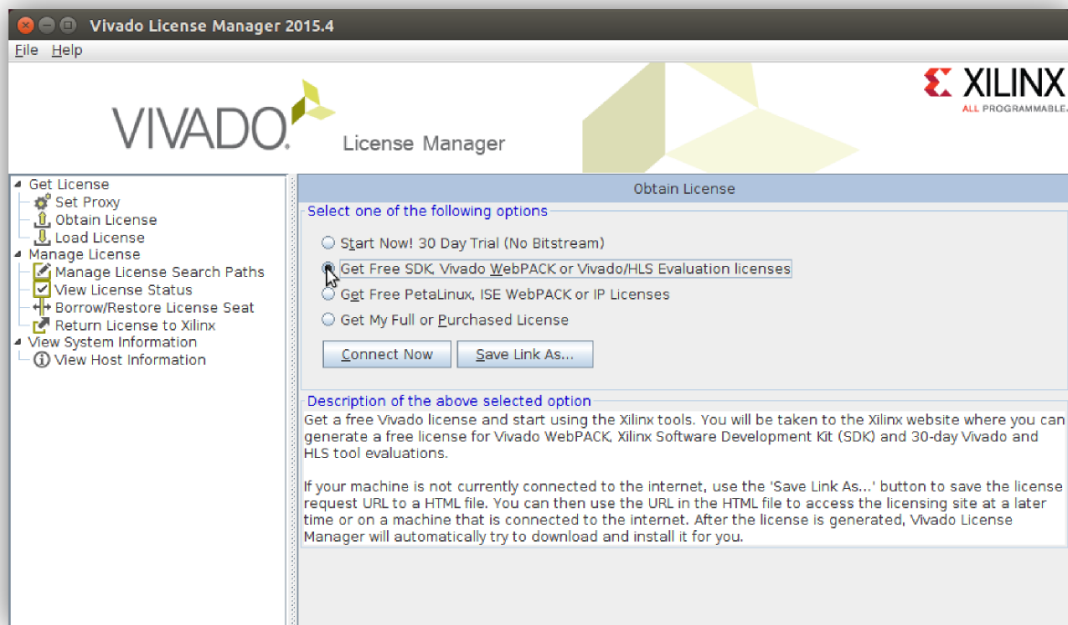 Vivado License Manager 2015.4
File Help
VIVADO. License Manager
XILINX
ALL PROGRAMMABLE.
Get License
Set Proxy
Obtain License
Load License
Manage License
Manage License Search Paths
View License Status
Borrow/Restore License Seat
Return License to Xilinx
View System Information
View Host Information
Obtain License
Select one of the following options
Start Now! 30 Day Trial (No Bitstream)
Get Free SDK, Vivado WebPACK or Vivado/HLS Evaluation licenses
Get Free PetaLinux, ISE WebPACK or IP Licenses
Get My Full or Purchased License
Connect Now Save Link As...
Description of the above selected option
Get a free Vivado license and start using the Xilinx tools. You will be taken to the Xilinx website where you can
generate a free license for Vivado WebPACK, Xilinx Software Development Kit (SDK) and 30-day Vivado and
HLS tool evaluations.
If your machine is not currently connected to the internet, use the 'Save Link As...' button to save the license
request URL to a HTML file. You can then use the URL in the HTML file to access the licensing site at a later
time or on a machine that is connected to the internet. After the license is generated, Vivado License
Manager will automatically try to download and install it for you.